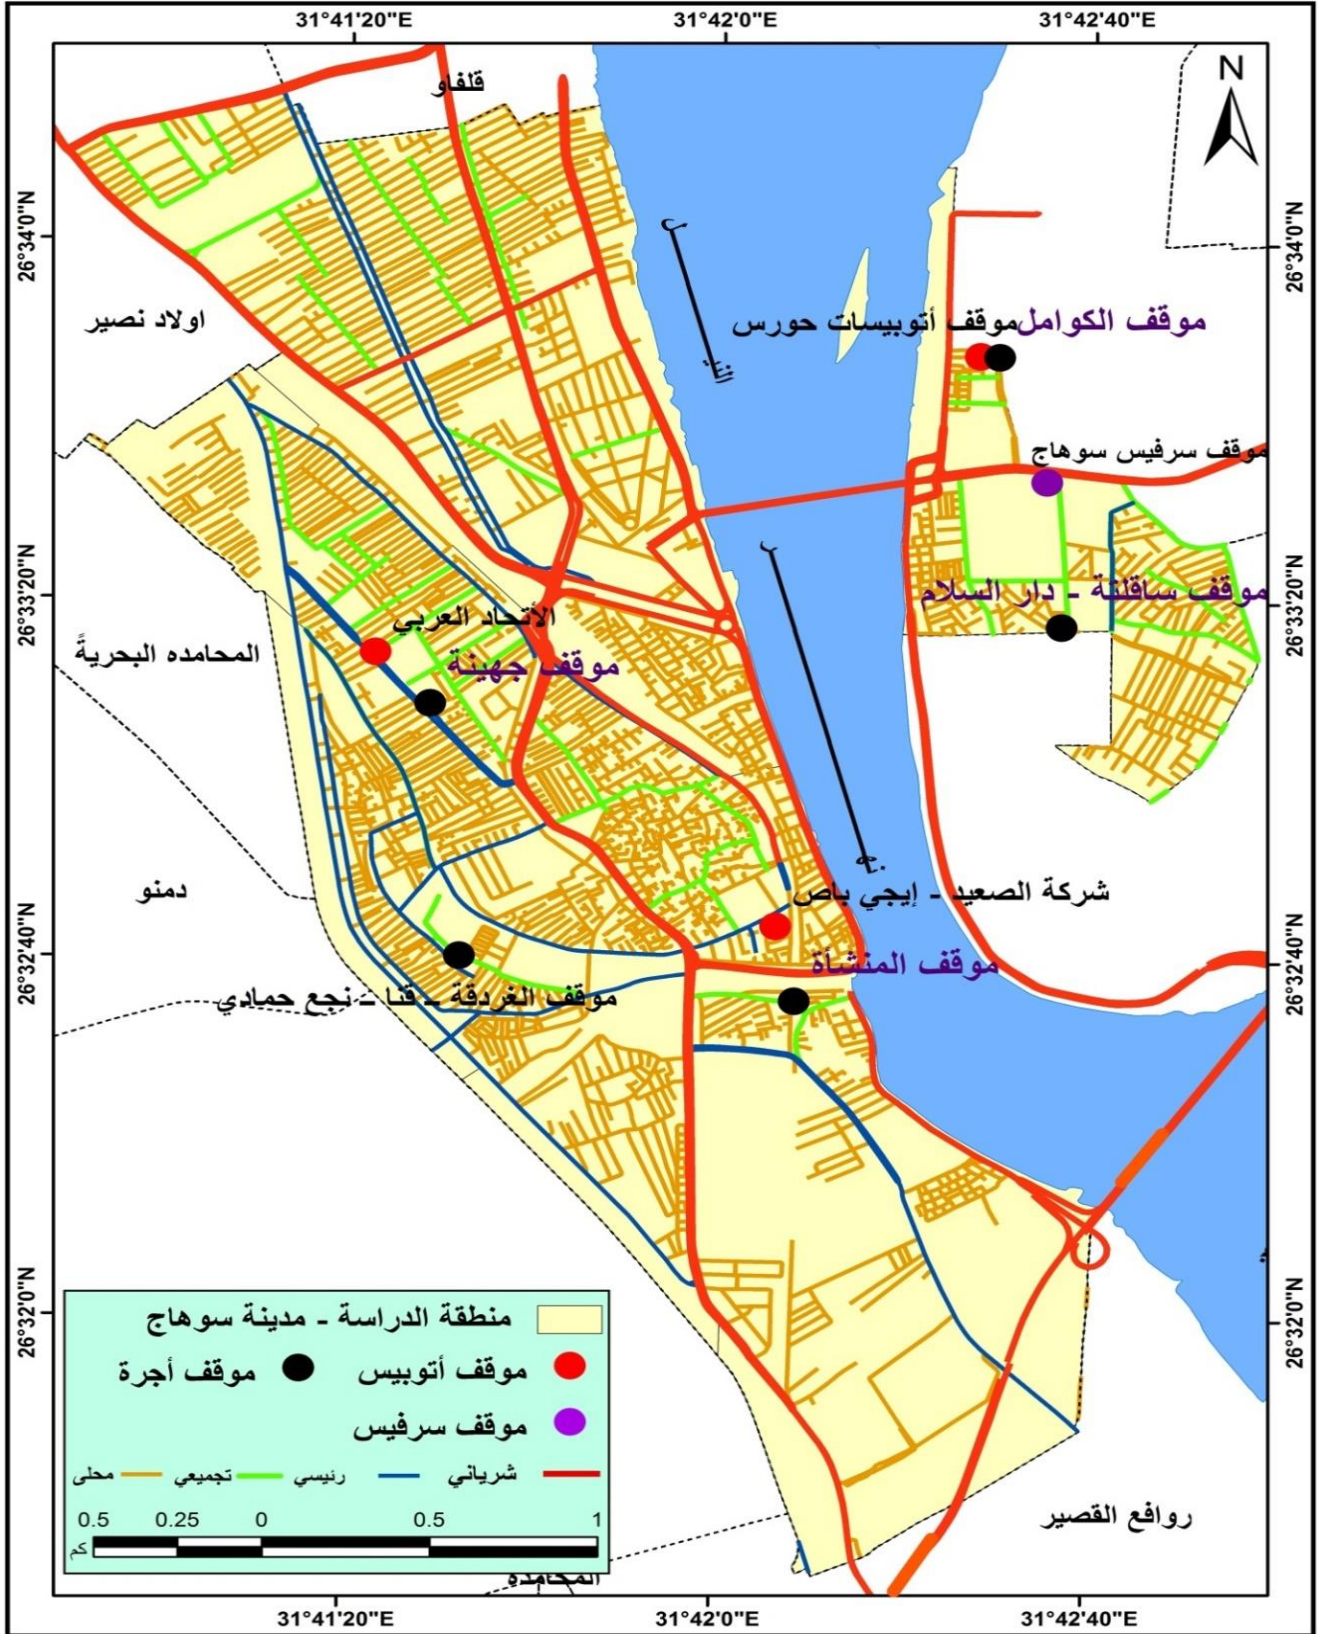 31°41'20"E
31°42'0"E
31°42'40"E
N
قلفاو
26°34'0"N
26°34'0"N
اولاد نصير
موقف أتوبيسات حورس
موقف الكوامل
موقف سرفيس سوهاج
26°33'20"N
26°33'20"N
موقف ساقلتة - دار السلام
الأتحاد العربي
موقف جهينة
المحامده البحرية
دمنو
شركة الصعيد - إيجي باص
موقف المنشأة
26°32'40"N
26°32'40"N
موقف الغردقة - قنا - نجع حمادي
26°32'0"N
26°32'0"N
منطقة الدراسة - مدينة سوهاج
موقف أتوبيس
موقف أجرة
موقف سرفيس
شرياني
رئيسي
تجميعي
محلى
0.5 0.25 0 0.5 1
كم
روافع القصير
المحامده
31°41'20"E
31°42'0"E
31°42'40"E